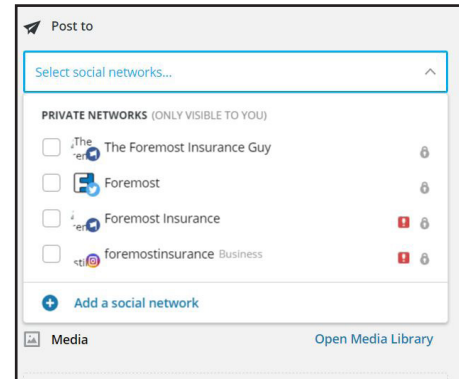 Post to
Select social networks...
PRIVATE NETWORKS (ONLY VISIBLE TO YOU)
The Foremost Insurance Guy
Foremost
Foremost Insurance
foremostinsurance Business
Add a social network
Media Open Media Library